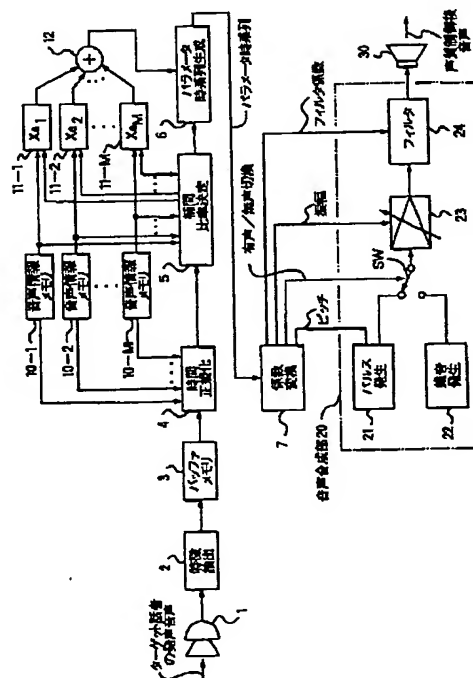 ターゲット話者
の発声音声
1
特徴
抽出
2
バッファ
メモリ
3
時間
正規化
4
音声情報
メモリ
10-1
音声情報
メモリ
10-2
音声情報
メモリ
10-M
補間
比率決定
5
Xa1
11-1
Xa2
11-2
XaM
11-M
+
12
パラメータ
時系列生成
6
パラメータ時系列
係数
変換
7
フィルタ係数
振幅
有声/無声切換
ピッチ
パルス発生
21
雑音発生
22
SW
23
フィルタ
24
30
声質制御後
音声
音声合成部20